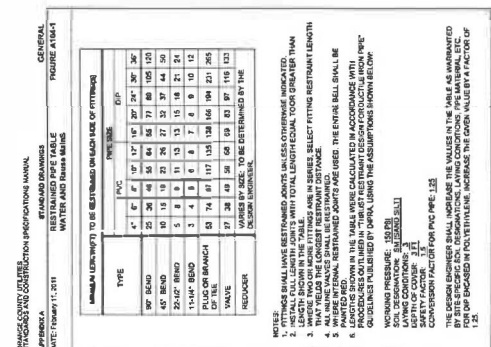 ORANGE COUNTY UTILITIES
STANDARDS AND CONSTRUCTION SPECIFICATIONS MANUAL
APPENDIX A STANDARD DRAWINGS GENERAL
DATE: February 11, 2011 RESTRAINED PIPE TABLE FIGURE A104-1
WATER AND Reuse MainS
MINIMUM LENGTH(FT) TO BE RESTRAINED ON EACH SIDE OF FITTING(S)
TYPE PIPE SIZE
PVC DIP
4" 6" 8" 10" 12" 16" 20" 24" 30" 36"
90° BEND 25 36 46 55 64 55 77 89 105 120
45° BEND 10 15 19 23 26 27 32 37 44 50
22-1/2° BEND 5 8 9 11 13 13 15 18 21 24
11-1/4° BEND 3 4 5 6 7 8 9 10 12
PLUG OR BRANCH OF TEE 53 74 97 117 135 138 166 194 231 265
VALVE 27 38 49 58 68 69 83 97 116 133
REDUCER VARIES BY SIZE: TO BE DETERMINED BY THE DESIGN ENGINEER.
NOTES:
1. FITTINGS SHALL HAVE RESTRAINED JOINTS UNLESS OTHERWISE INDICATED.
2. INSTALL FULL LENGTH JOINTS WITH TOTAL LENGTH EQUAL TO OR GREATER THAN
LENGTH SHOWN IN THE TABLE.
3. WHERE TWO OR MORE FITTINGS ARE IN SERIES, SELECT FITTING RESTRAINT LENGTH
THAT YIELDS THE LONGEST RESTRAINT DISTANCE.
4. ALL INLINE VALVES SHALL BE RESTRAINED.
5. WHERE INTERNAL RESTRAINED JOINTS ARE USED, THE ENTIRE BELL SHALL BE
PAINTED RED.
6. LENGTHS SHOWN IN THE TABLE WERE CALCULATED IN ACCORDANCE WITH
PROCEDURES OUTLINED IN "THRUST RESTRAINT DESIGN FOR DUCTILE IRON PIPE"
GUIDELINES PUBLISHED BY DIPRA, USING THE ASSUMPTIONS SHOWN BELOW:
WORKING PRESSURE: 150 PSI
SOIL DESIGNATION: SM (SAND SILT)
LAYING CONDITIONS: 3
DEPTH OF COVER: 3 FT
SAFETY FACTOR: 1.5
CONVERSION FACTOR FOR PVC PIPE: 1.25
THE DESIGN ENGINEER SHALL INCREASE THE VALUES IN THE TABLE AS WARRANTED
BY SITE-SPECIFIC SOIL DESIGNATIONS, LAYING CONDITIONS, PIPE MATERIAL, ETC.
FOR DIP ENCASED IN POLYETHYLENE, INCREASE THE GIVEN VALUE BY A FACTOR OF
1.25.